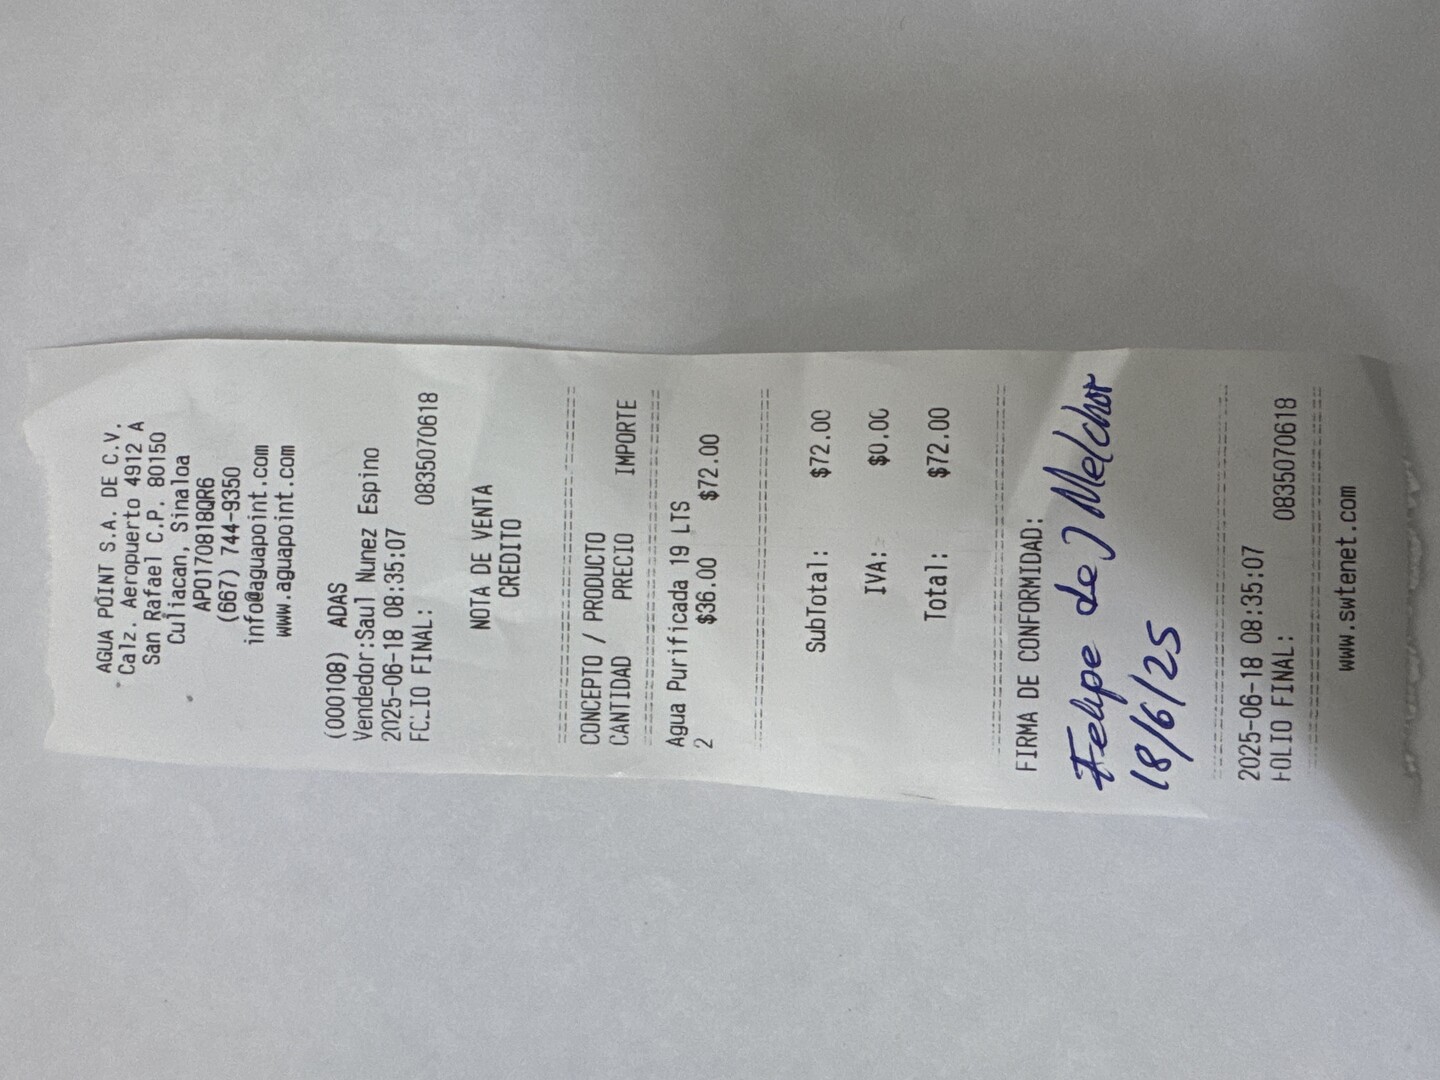 AGUA POINT S.A. DE C.V.
Calz. Aeropuerto 4912 A
San Rafael C.P. 80150
Culiacan, Sinaloa
APO170818QR6
(667) 744-9350
info@aguapoint.com
www.aguapoint.com
(000108) ADAS
Vendedor:Saul Nunez Espino
2025-06-18 08:35:07
FOLIO FINAL: 0835070618
NOTA DE VENTA
CREDITO
CONCEPTO / PRODUCTO
CANTIDAD PRECIO IMPORTE
Agua Purificada 19 LTS
2 $36.00 $72.00
SubTotal: $72.00
IVA: $0.00
Total: $72.00
FIRMA DE CONFORMIDAD:
Felipe de J Melchor
18/6/25
2025-06-18 08:35:07
FOLIO FINAL: 0835070618
www.swtenet.com